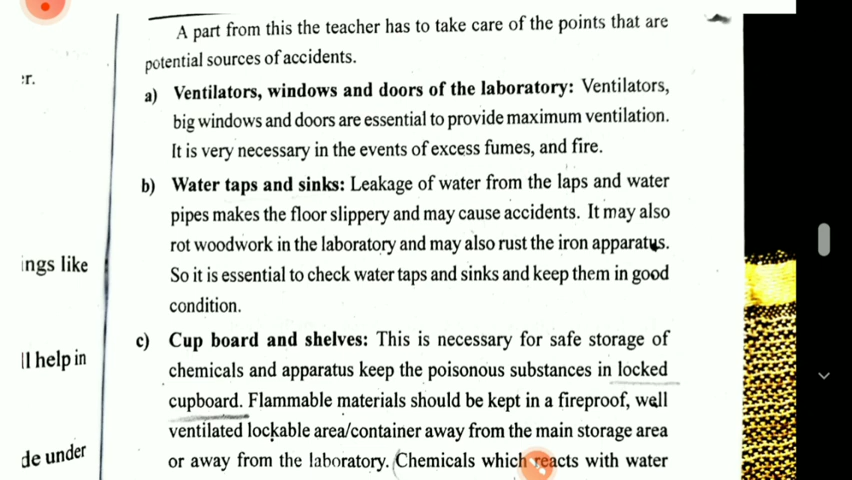 A part from this the teacher has to take care of the points that are
potential sources of accidents.
er.
a) Ventilators, windows and doors of the laboratory: Ventilators,
big windows and doors are essential to provide maximum ventilation.
It is very necessary in the events of excess fumes, and fire.
b) Water taps and sinks: Leakage of water from the laps and water
pipes makes the floor slippery and may cause accidents. It may also
rot woodwork in the laboratory and may also rust the iron apparatus.
ings like
So it is essential to check water taps and sinks and keep them in good
condition.
c) Cup board and shelves: This is necessary for safe storage of
ll help in
chemicals and apparatus keep the poisonous substances in locked
cupboard. Flammable materials should be kept in a fireproof, well
ventilated lockable area/container away from the main storage area
de under
or away from the laboratory. (Chemicals which reacts with water